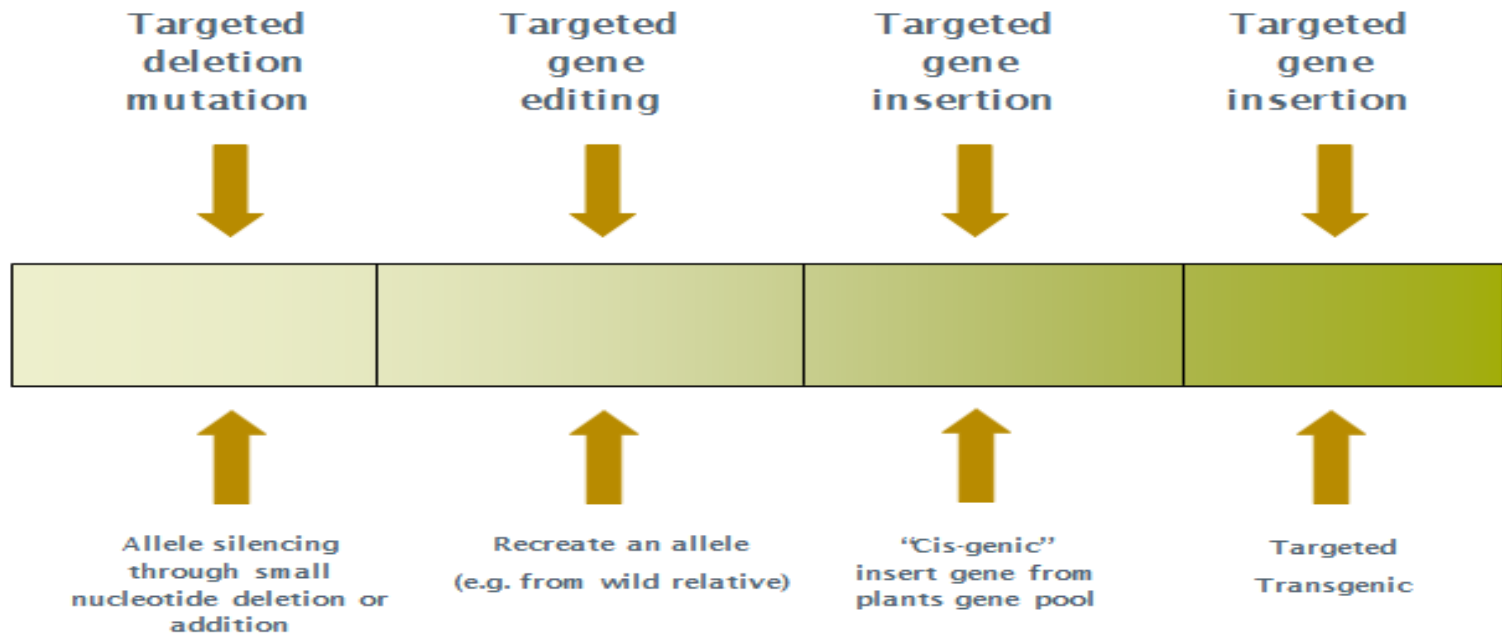 Targeted
deletion
mutation
Targeted
gene
editing
Targeted
gene
insertion
Targeted
gene
insertion
Allele silencing
through small
nucleotide deletion or
addition
Recreate an allele
(e.g. from wild relative)
“Cis-genic”
insert gene from
plants gene pool
Targeted
Transgenic